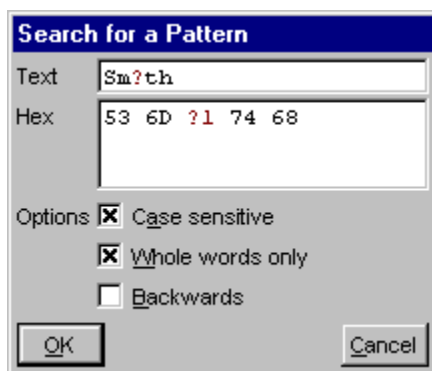 Search for a Pattern
Text Sm?th
Hex 53 6D ?1 74 68
Options Case sensitive
Whole words only
Backwards
OK Cancel